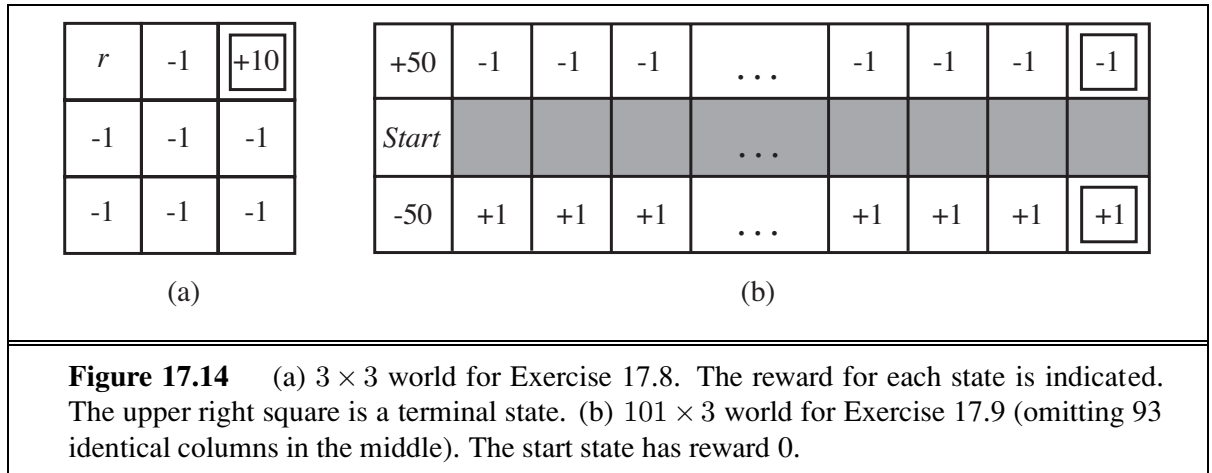 r -1 +10
-1 -1 -1
-1 -1 -1
(a)
+50 -1 -1 -1 ... -1 -1 -1 -1
Start ...
-50 +1 +1 +1 ... +1 +1 +1 +1
(b)
Figure 17.14 (a) 3 × 3 world for Exercise 17.8. The reward for each state is indicated.
The upper right square is a terminal state. (b) 101 × 3 world for Exercise 17.9 (omitting 93
identical columns in the middle). The start state has reward 0.